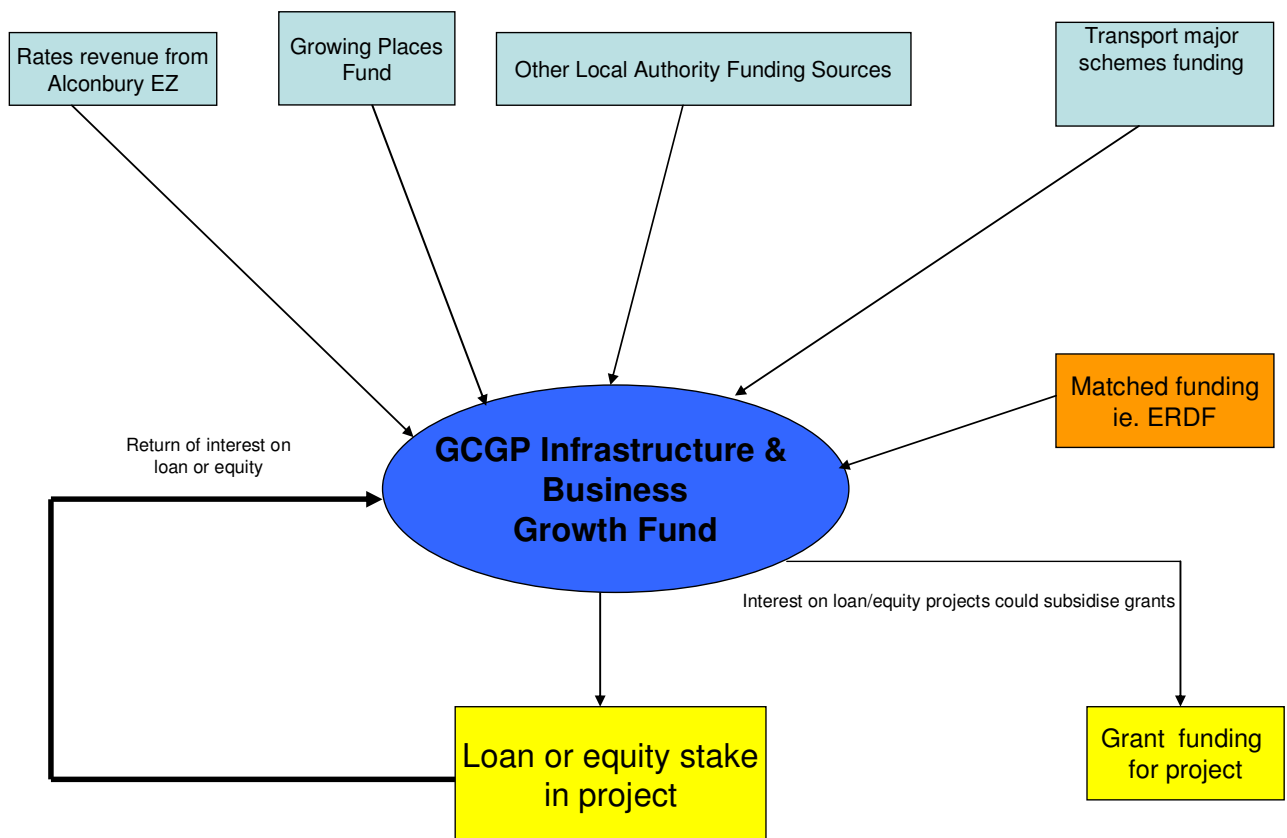 Rates revenue from
Alconbury EZ
Growing Places
Fund
Other Local Authority Funding Sources
Transport major
schemes funding
Matched funding
ie. ERDF
Return of interest on
loan or equity
GCGP Infrastructure &
Business
Growth Fund
Interest on loan/equity projects could subsidise grants
Loan or equity stake
in project
Grant funding
for project